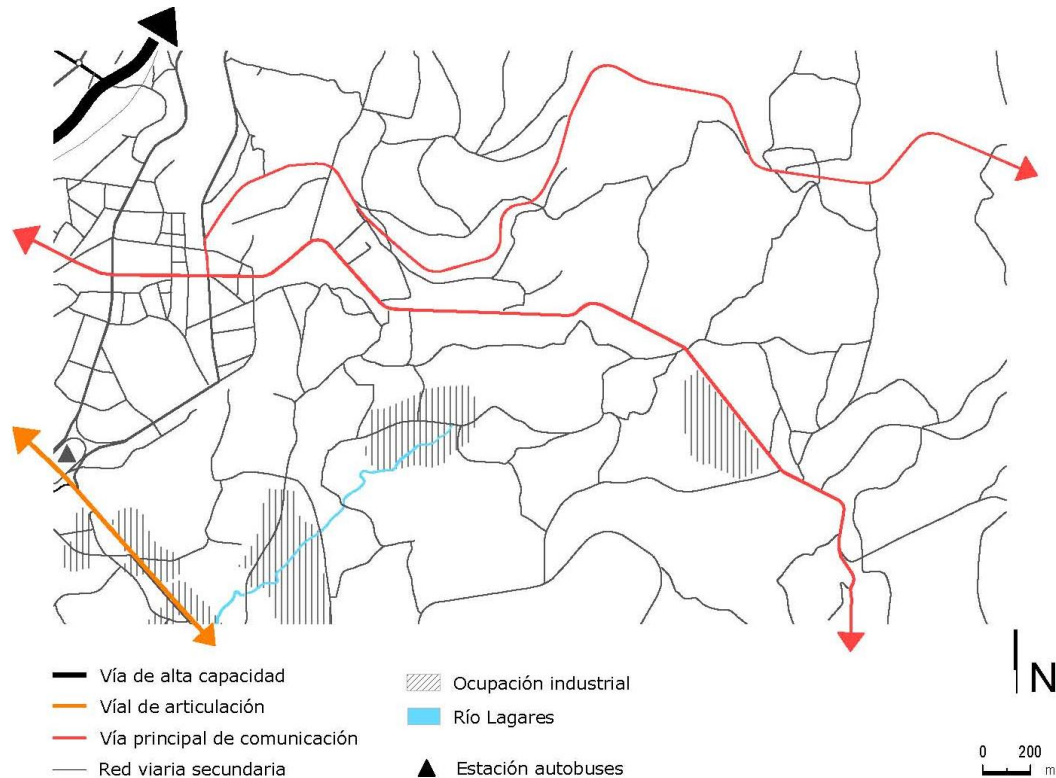 Vía de alta capacidad
Víal de articulación
Vía principal de comunicación
Red viaria secundaria
Ocupación industrial
Río Lagares
Estación autobuses
N
0 200
m